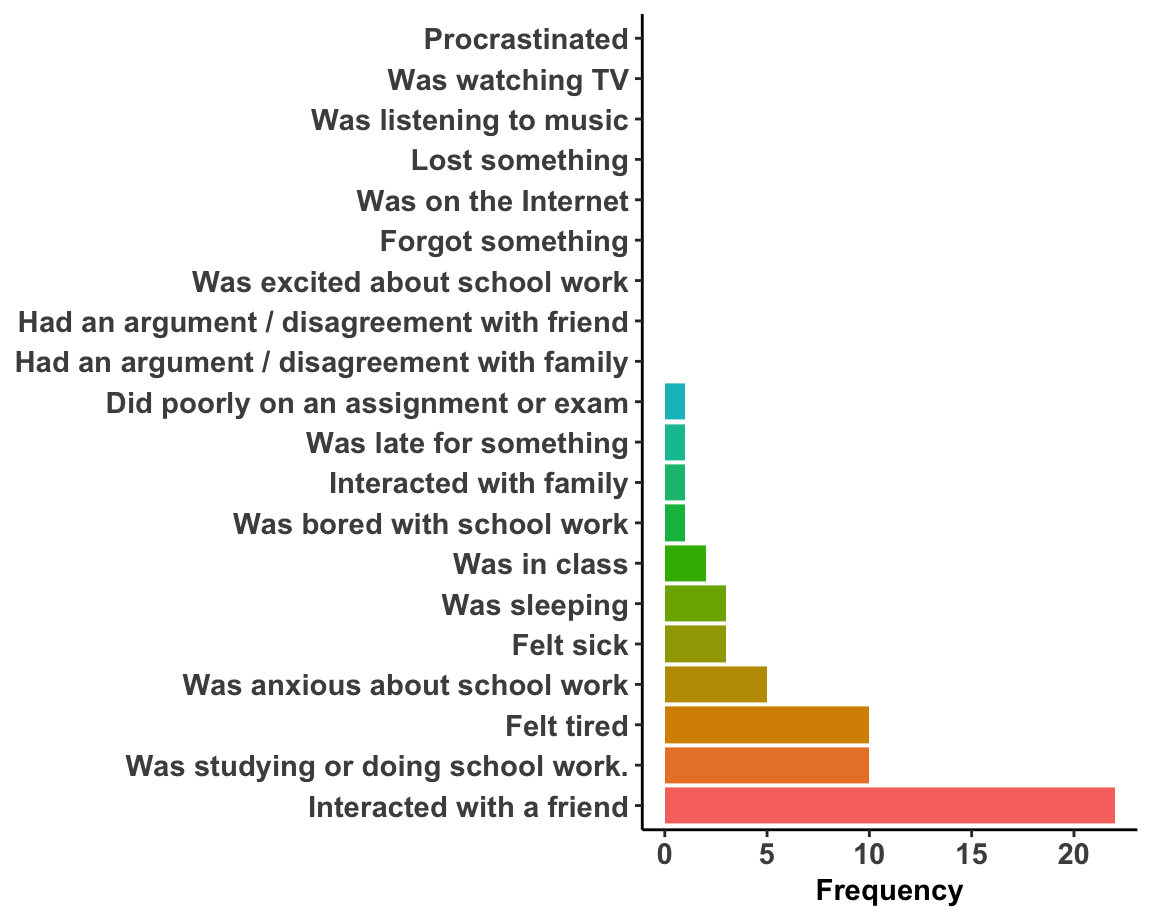 Procrastinated
Was watching TV
Was listening to music
Lost something
Was on the Internet
Forgot something
Was excited about school work
Had an argument / disagreement with friend
Had an argument / disagreement with family
Did poorly on an assignment or exam
Was late for something
Interacted with family
Was bored with school work
Was in class
Was sleeping
Felt sick
Was anxious about school work
Felt tired
Was studying or doing school work.
Interacted with a friend
0 5 10 15 20
Frequency